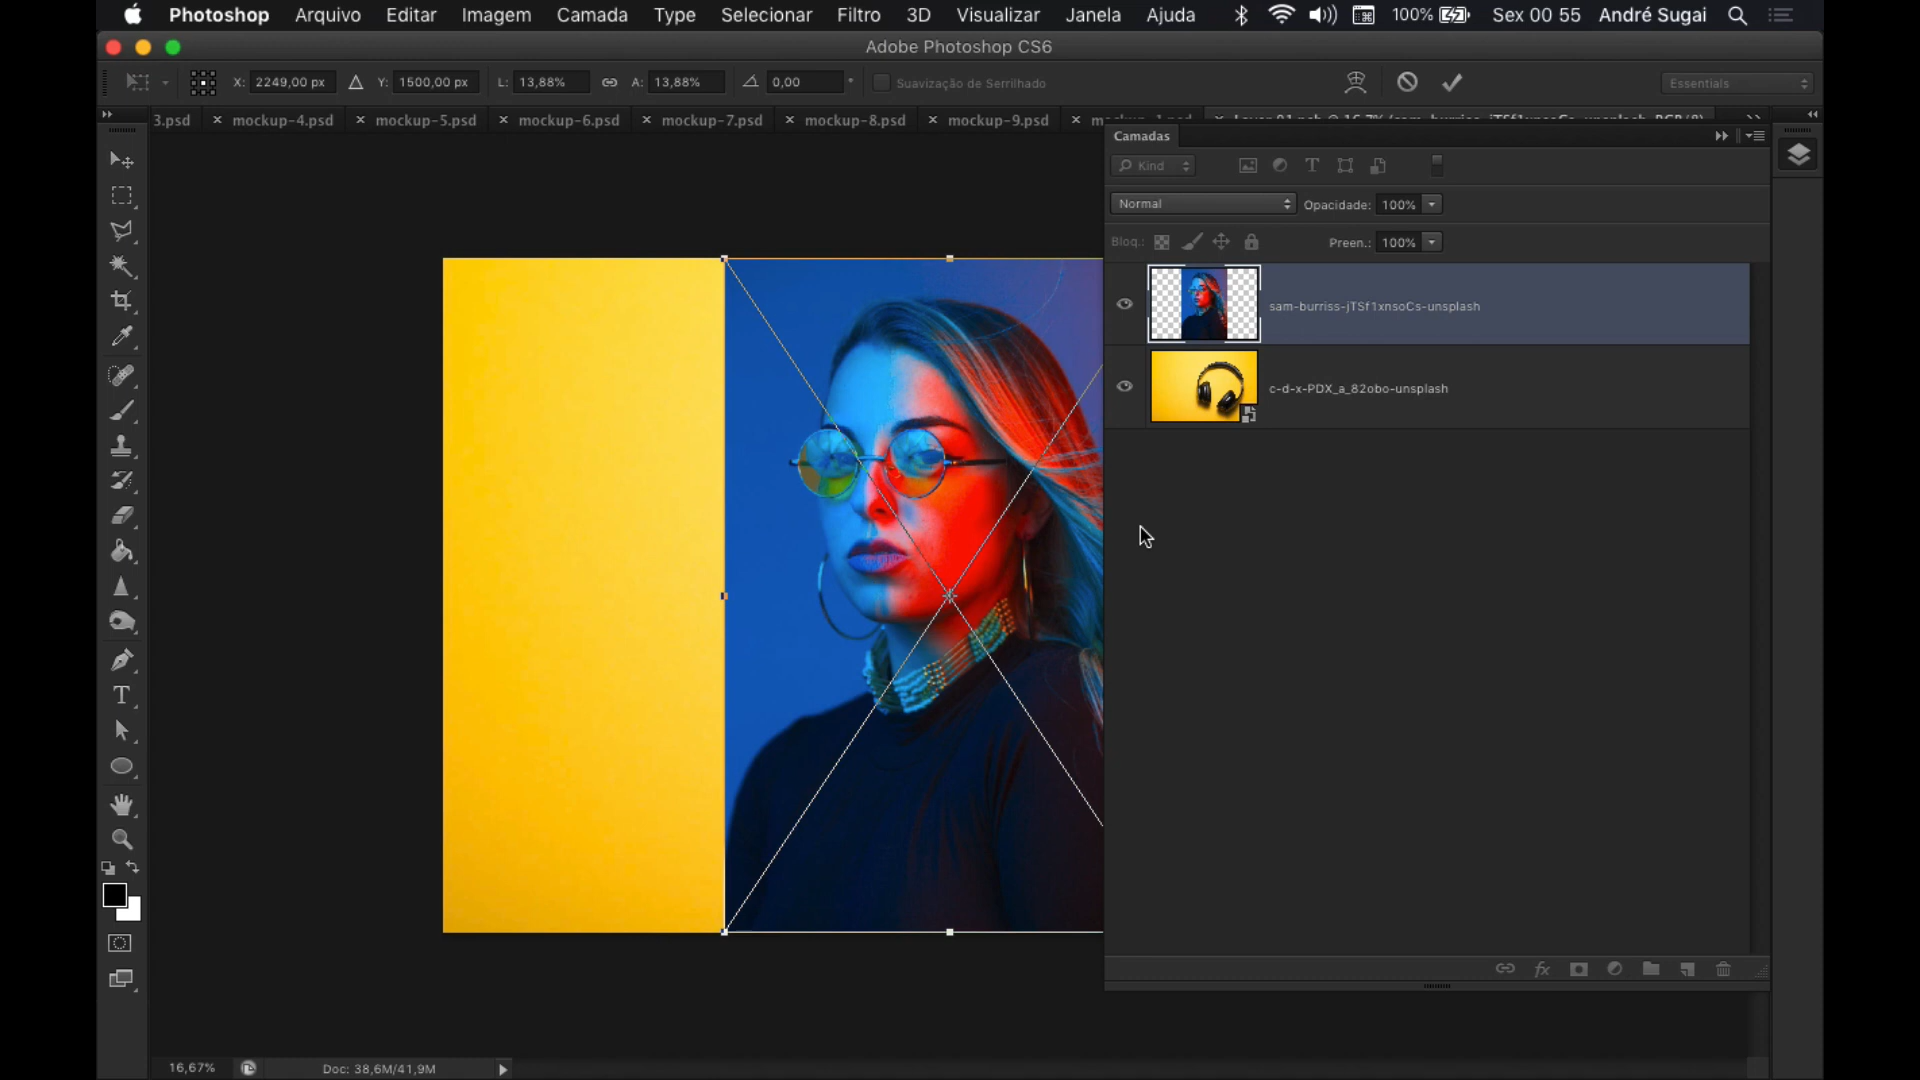 Photoshop Arquivo Editar Imagem Camada Type Selecionar Filtro 3D Visualizar Janela Ajuda 100% Sex 00 55 André Sugai
Adobe Photoshop CS6
X: 2249,00 px Y: 1500,00 px L: 13,88% A: 13,88% 0,00 ° Suavização de Serrilhado Essentials
3.psd × mockup-4.psd × mockup-5.psd × mockup-6.psd × mockup-7.psd × mockup-8.psd × mockup-9.psd ×
Camadas
Kind
Normal Opacidade: 100%
Bloq.: Preen.: 100%
sam-burriss-jTSf1xnsoCs-unsplash
c-d-x-PDX_a_82obo-unsplash
16,67% Doc: 38,6M/41,9M